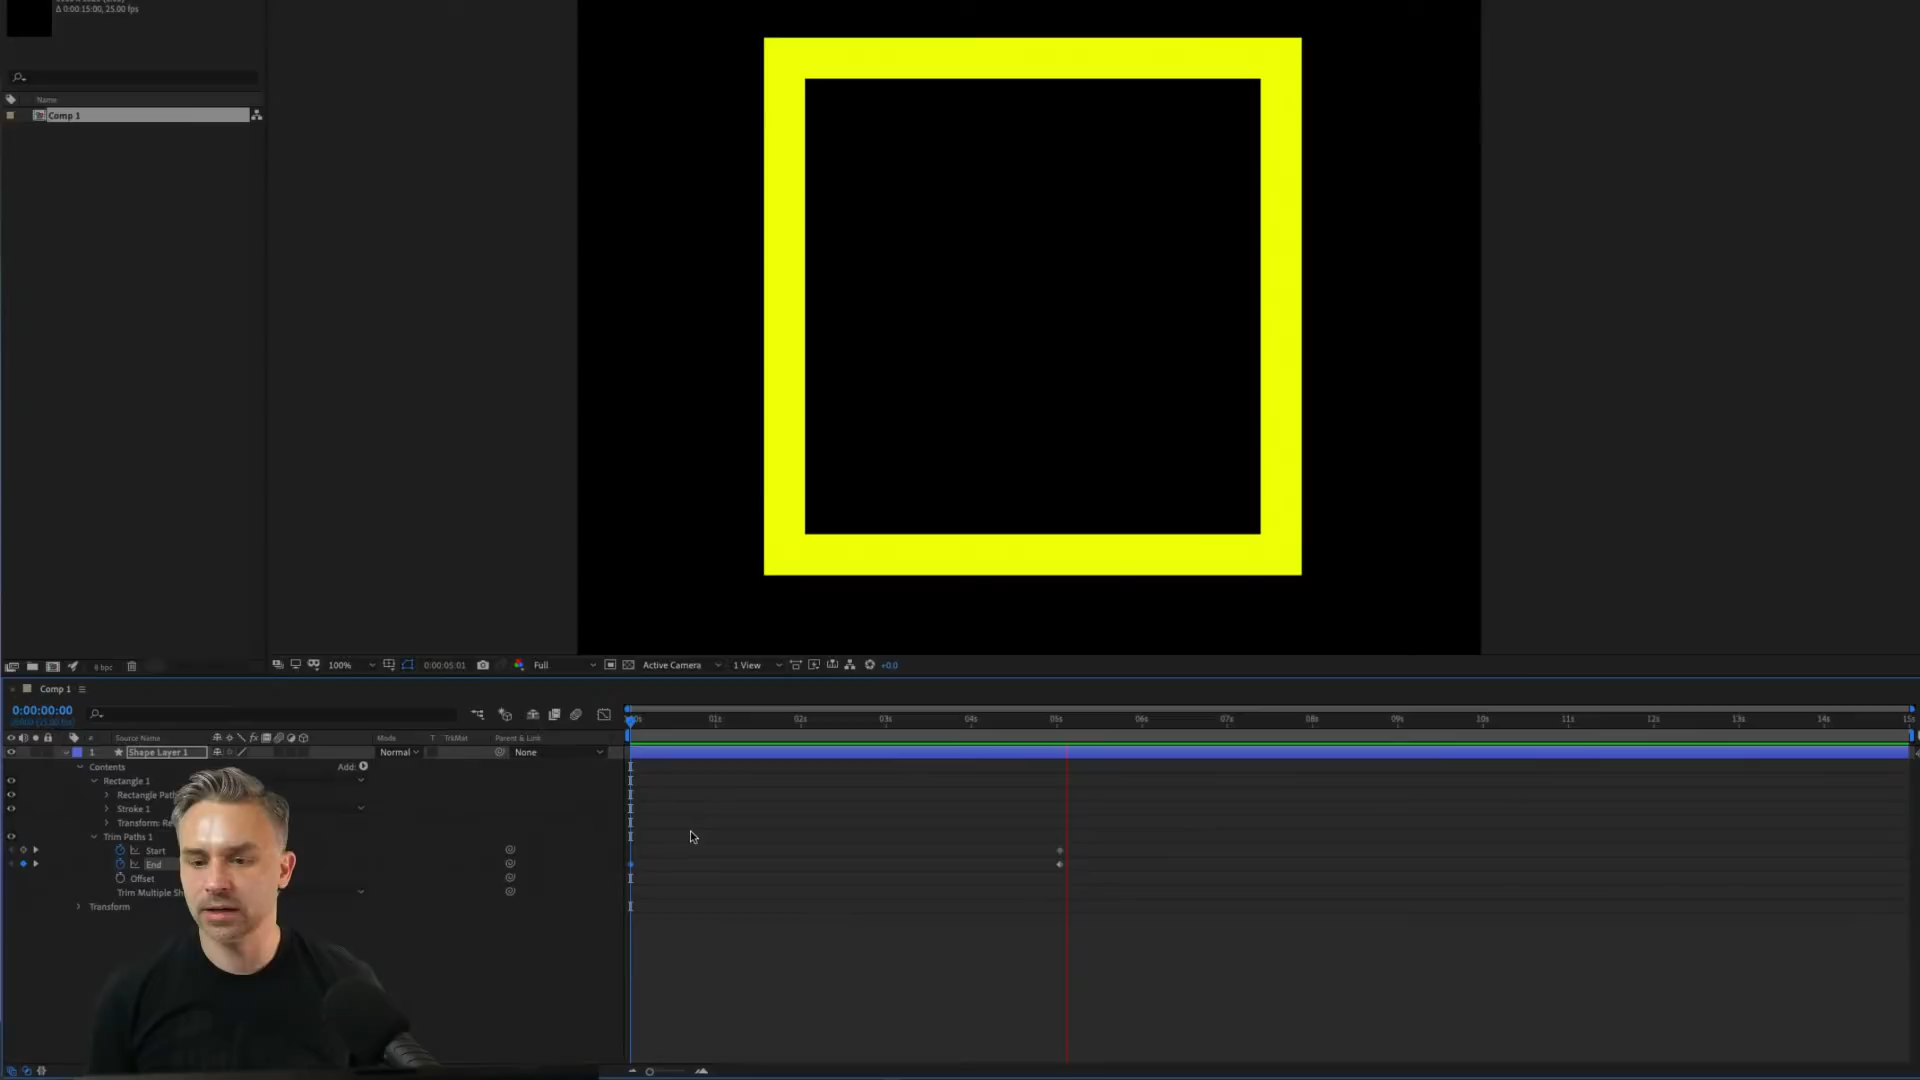 Δ 0:00:15:00, 25.00 fps
Name
Comp 1
6 bpc
100%
0:00:05:01
Full
Active Camera
1 View
+0.0
Comp 1
0:00:00:00
01s
02s
03s
04s
05s
06s
07s
08s
09s
10s
11s
12s
13s
14s
15s
# Source Name
Mode
T TrkMat
Parent & Link
1 Shape Layer 1
Normal
None
Contents
Add:
Rectangle 1
Rectangle Path
Stroke 1
Transform: Re
Trim Paths 1
Start
End
Offset
Trim Multiple Sh
Transform